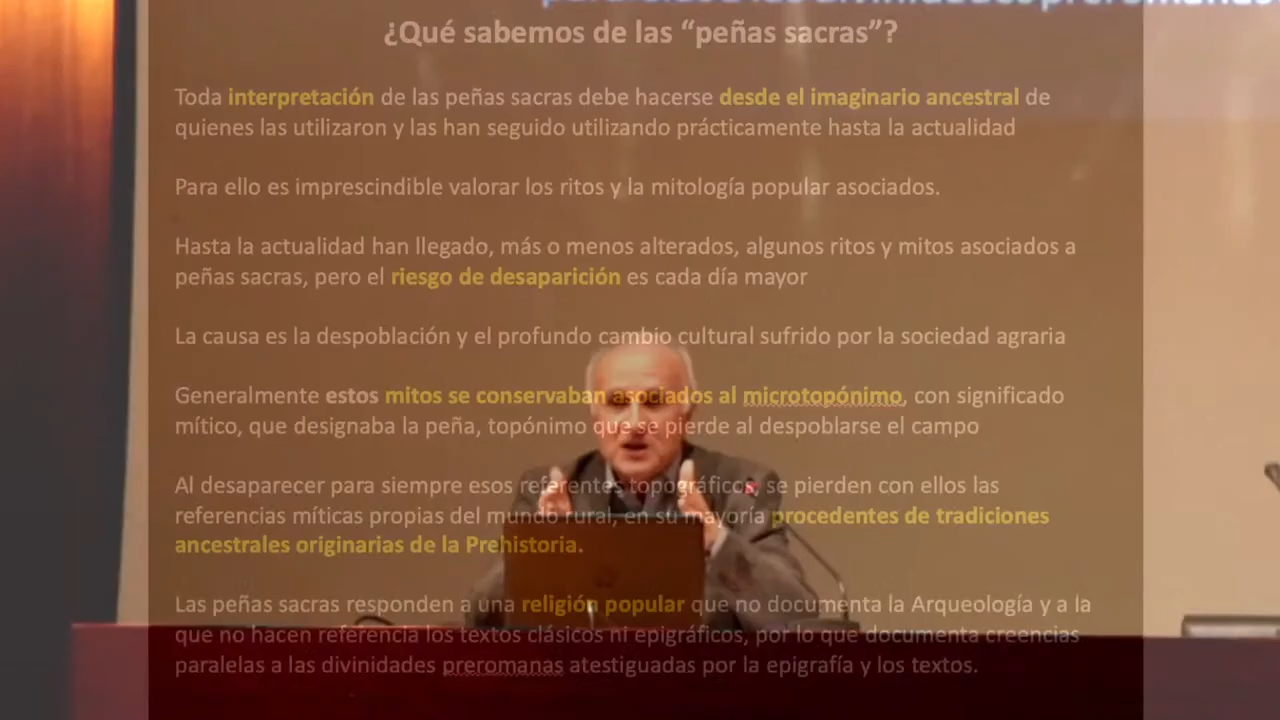 paralelas a las divinidades preromanas
¿Qué sabemos de las “peñas sacras”?
Toda interpretación de las peñas sacras debe hacerse desde el imaginario ancestral de
quienes las utilizaron y las han seguido utilizando prácticamente hasta la actualidad
Para ello es imprescindible valorar los ritos y la mitología popular asociados.
Hasta la actualidad han llegado, más o menos alterados, algunos ritos y mitos asociados a
peñas sacras, pero el riesgo de desaparición es cada día mayor
La causa es la despoblación y el profundo cambio cultural sufrido por la sociedad agraria
Generalmente estos mitos se conservaban asociados al microtopónimo, con significado
mítico, que designaba la peña, topónimo que se pierde al despoblarse el campo
Al desaparecer para siempre esos referentes topográficos se pierden con ellos las
referencias míticas propias del mundo rural, en su mayoría procedentes de tradiciones
ancestrales originarias de la Prehistoria.
Las peñas sacras responden a una religión popular que no documenta la Arqueología y a la
que no hacen referencia los textos clásicos ni epigráficos, por lo que documenta creencias
paralelas a las divinidades preromanas atestiguadas por la epigrafía y los textos.